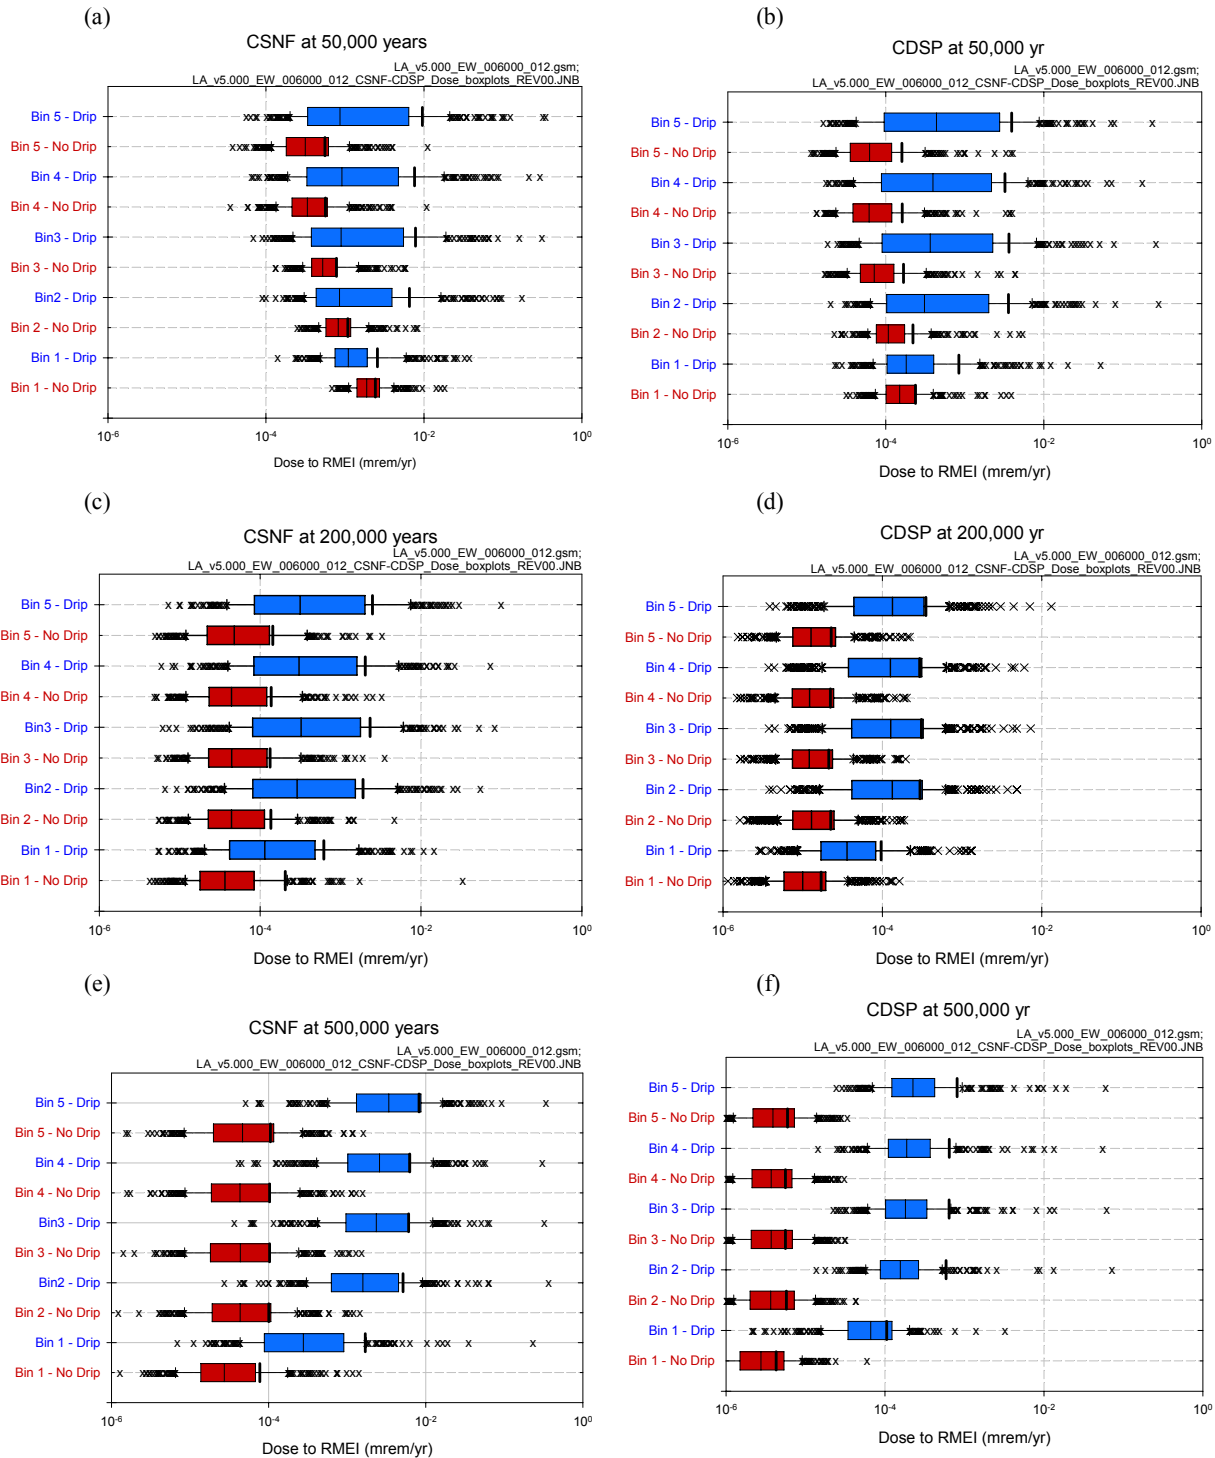 (a)
CSNF at 50,000 years
LA_v5.000_EW_006000_012.gsm;
LA_v5.000_EW_006000_012_CSNF-CDSP_Dose_boxplots_REV00.JNB
Bin 5 - Drip
Bin 5 - No Drip
Bin 4 - Drip
Bin 4 - No Drip
Bin3 - Drip
Bin 3 - No Drip
Bin2 - Drip
Bin 2 - No Drip
Bin 1 - Drip
Bin 1 - No Drip
10⁻⁶ 10⁻⁴ 10⁻² 10⁰
Dose to RMEI (mrem/yr)
(b)
CDSP at 50,000 yr
LA_v5.000_EW_006000_012.gsm;
LA_v5.000_EW_006000_012_CSNF-CDSP_Dose_boxplots_REV00.JNB
Bin 5 - Drip
Bin 5 - No Drip
Bin 4 - Drip
Bin 4 - No Drip
Bin 3 - Drip
Bin 3 - No Drip
Bin 2 - Drip
Bin 2 - No Drip
Bin 1 - Drip
Bin 1 - No Drip
10⁻⁶ 10⁻⁴ 10⁻² 10⁰
Dose to RMEI (mrem/yr)
(c)
CSNF at 200,000 years
LA_v5.000_EW_006000_012.gsm;
LA_v5.000_EW_006000_012_CSNF-CDSP_Dose_boxplots_REV00.JNB
Bin 5 - Drip
Bin 5 - No Drip
Bin 4 - Drip
Bin 4 - No Drip
Bin3 - Drip
Bin 3 - No Drip
Bin2 - Drip
Bin 2 - No Drip
Bin 1 - Drip
Bin 1 - No Drip
10⁻⁶ 10⁻⁴ 10⁻² 10⁰
Dose to RMEI (mrem/yr)
(d)
CDSP at 200,000 yr
LA_v5.000_EW_006000_012.gsm;
LA_v5.000_EW_006000_012_CSNF-CDSP_Dose_boxplots_REV00.JNB
Bin 5 - Drip
Bin 5 - No Drip
Bin 4 - Drip
Bin 4 - No Drip
Bin 3 - Drip
Bin 3 - No Drip
Bin 2 - Drip
Bin 2 - No Drip
Bin 1 - Drip
Bin 1 - No Drip
10⁻⁶ 10⁻⁴ 10⁻² 10⁰
Dose to RMEI (mrem/yr)
(e)
CSNF at 500,000 years
LA_v5.000_EW_006000_012.gsm;
LA_v5.000_EW_006000_012_CSNF-CDSP_Dose_boxplots_REV00.JNB
Bin 5 - Drip
Bin 5 - No Drip
Bin 4 - Drip
Bin 4 - No Drip
Bin3 - Drip
Bin 3 - No Drip
Bin2 - Drip
Bin 2 - No Drip
Bin 1 - Drip
Bin 1 - No Drip
10⁻⁶ 10⁻⁴ 10⁻² 10⁰
Dose to RMEI (mrem/yr)
(f)
CDSP at 500,000 yr
LA_v5.000_EW_006000_012.gsm;
LA_v5.000_EW_006000_012_CSNF-CDSP_Dose_boxplots_REV00.JNB
Bin 5 - Drip
Bin 5 - No Drip
Bin 4 - Drip
Bin 4 - No Drip
Bin 3 - Drip
Bin 3 - No Drip
Bin 2 - Drip
Bin 2 - No Drip
Bin 1 - Drip
Bin 1 - No Drip
10⁻⁶ 10⁻⁴ 10⁻² 10⁰
Dose to RMEI (mrem/yr)